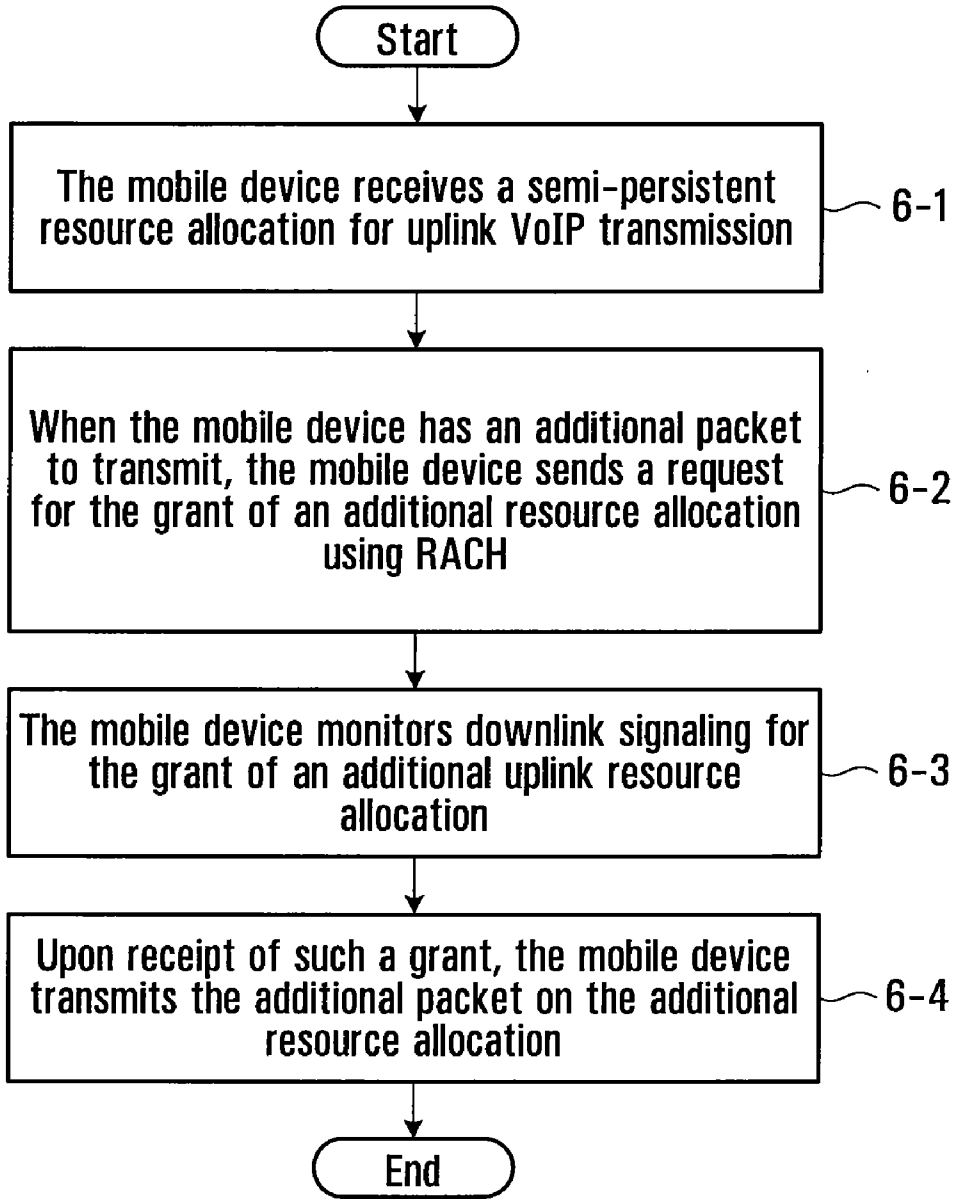 Start
The mobile device receives a semi-persistent
resource allocation for uplink VoIP transmission
6-1
When the mobile device has an additional packet
to transmit, the mobile device sends a request
for the grant of an additional resource allocation
using RACH
6-2
The mobile device monitors downlink signaling for
the grant of an additional uplink resource
allocation
6-3
Upon receipt of such a grant, the mobile device
transmits the additional packet on the additional
resource allocation
6-4
End